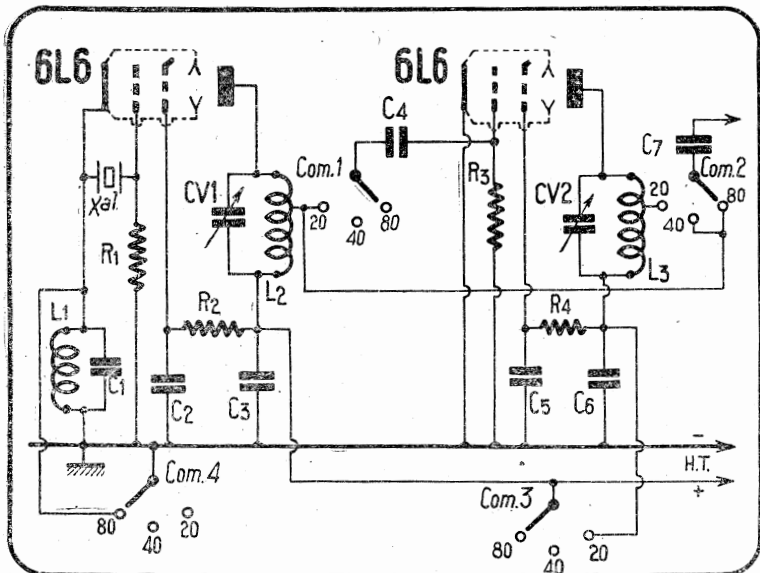 6L6
6L6
C4
C7
Com.1
Com.2
Xal.
CV1
R3
CV2
20
80
20
80
40
40
R1
L2
L3
L1
R2
R4
C1
C2
C3
C5
C6
-
H.T.
+
Com.4
Com.3
80
40
20
80
40
20